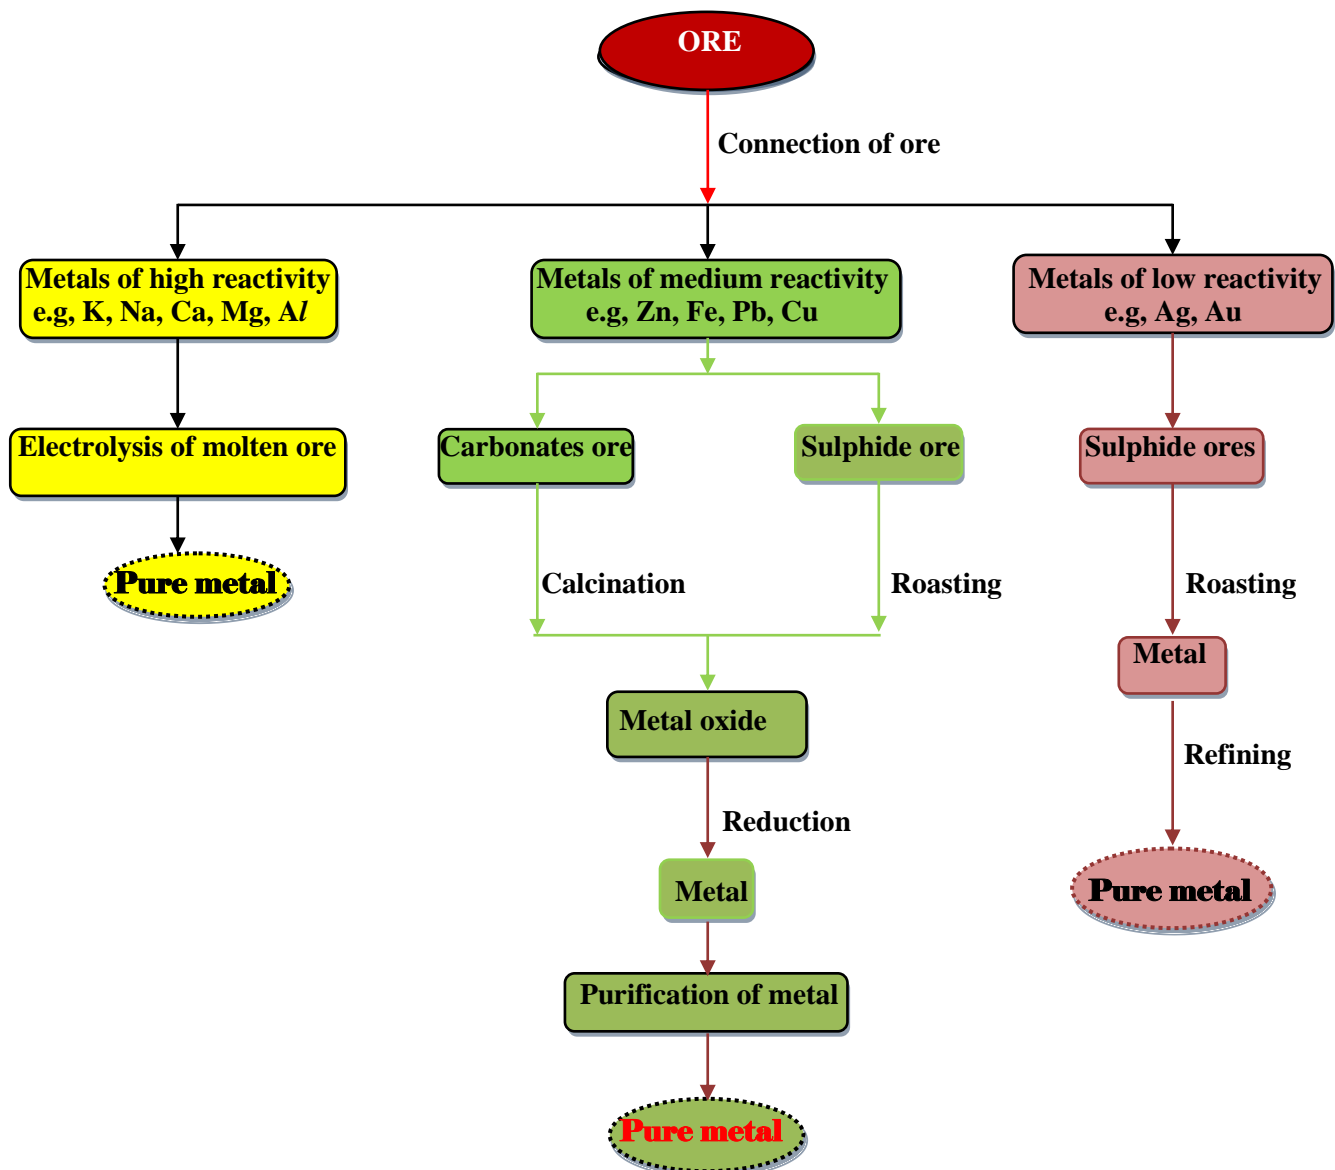 ORE
Connection of ore
Metals of high reactivity
e.g, K, Na, Ca, Mg, Al
Metals of medium reactivity
e.g, Zn, Fe, Pb, Cu
Metals of low reactivity
e.g, Ag, Au
Electrolysis of molten ore
Carbonates ore
Sulphide ore
Sulphide ores
Pure metal
Calcination
Roasting
Roasting
Metal
Metal oxide
Refining
Reduction
Metal
Pure metal
Purification of metal
Pure metal